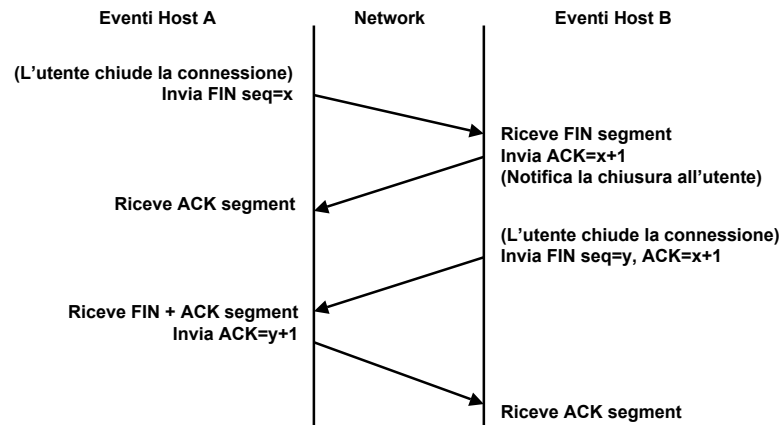 Eventi Host A
Network
Eventi Host B
(L'utente chiude la connessione)
Invia FIN seq=x
Riceve FIN segment
Invia ACK=x+1
(Notifica la chiusura all'utente)
Riceve ACK segment
(L'utente chiude la connessione)
Invia FIN seq=y, ACK=x+1
Riceve FIN + ACK segment
Invia ACK=y+1
Riceve ACK segment